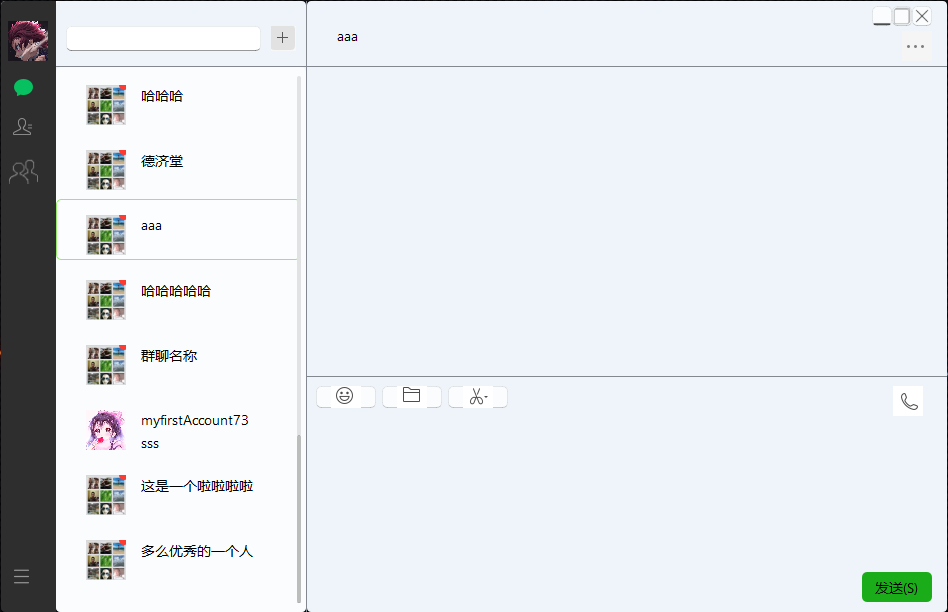 aaa
哈哈哈
德济堂
aaa
哈哈哈哈哈
群聊名称
myfirstAccount73
sss
这是一个啦啦啦啦
多么优秀的一个人
发送(S)